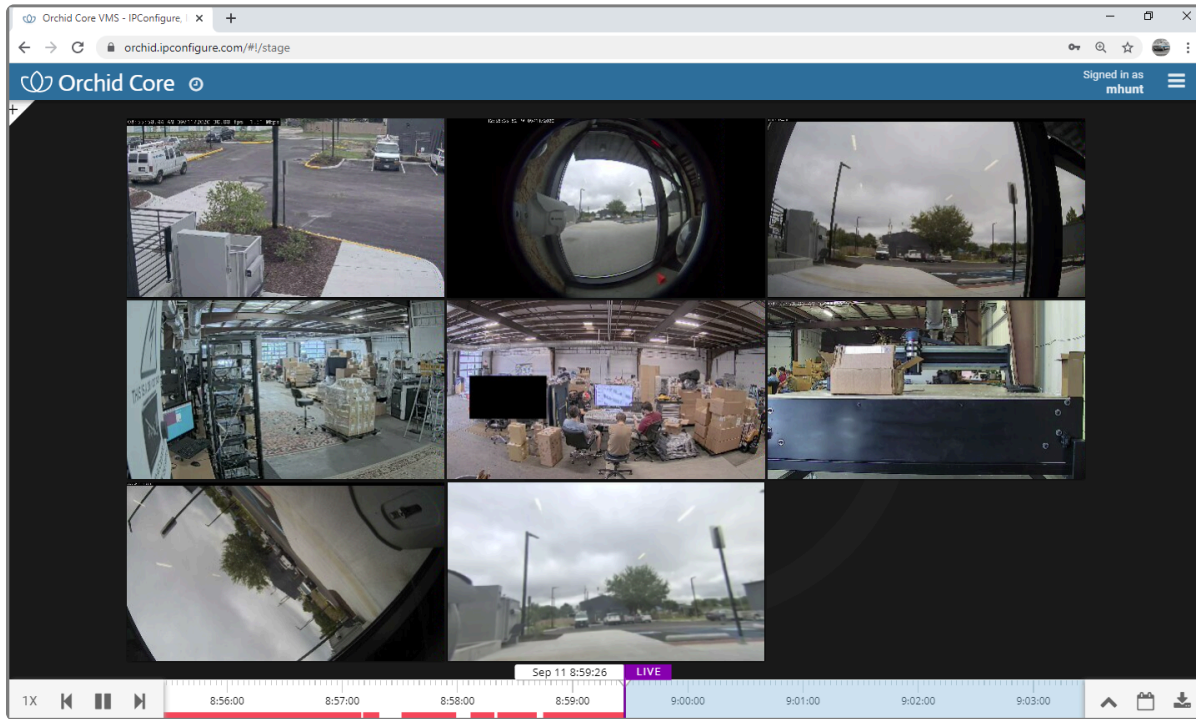 Orchid Core VMS - IPConfigure,
orchid.ipconfigure.com/#!/stage
Orchid Core
Signed in as
mhunt
Sep 11 8:59:26
LIVE
1X
8:56:00
8:57:00
8:58:00
8:59:00
9:00:00
9:01:00
9:02:00
9:03:00